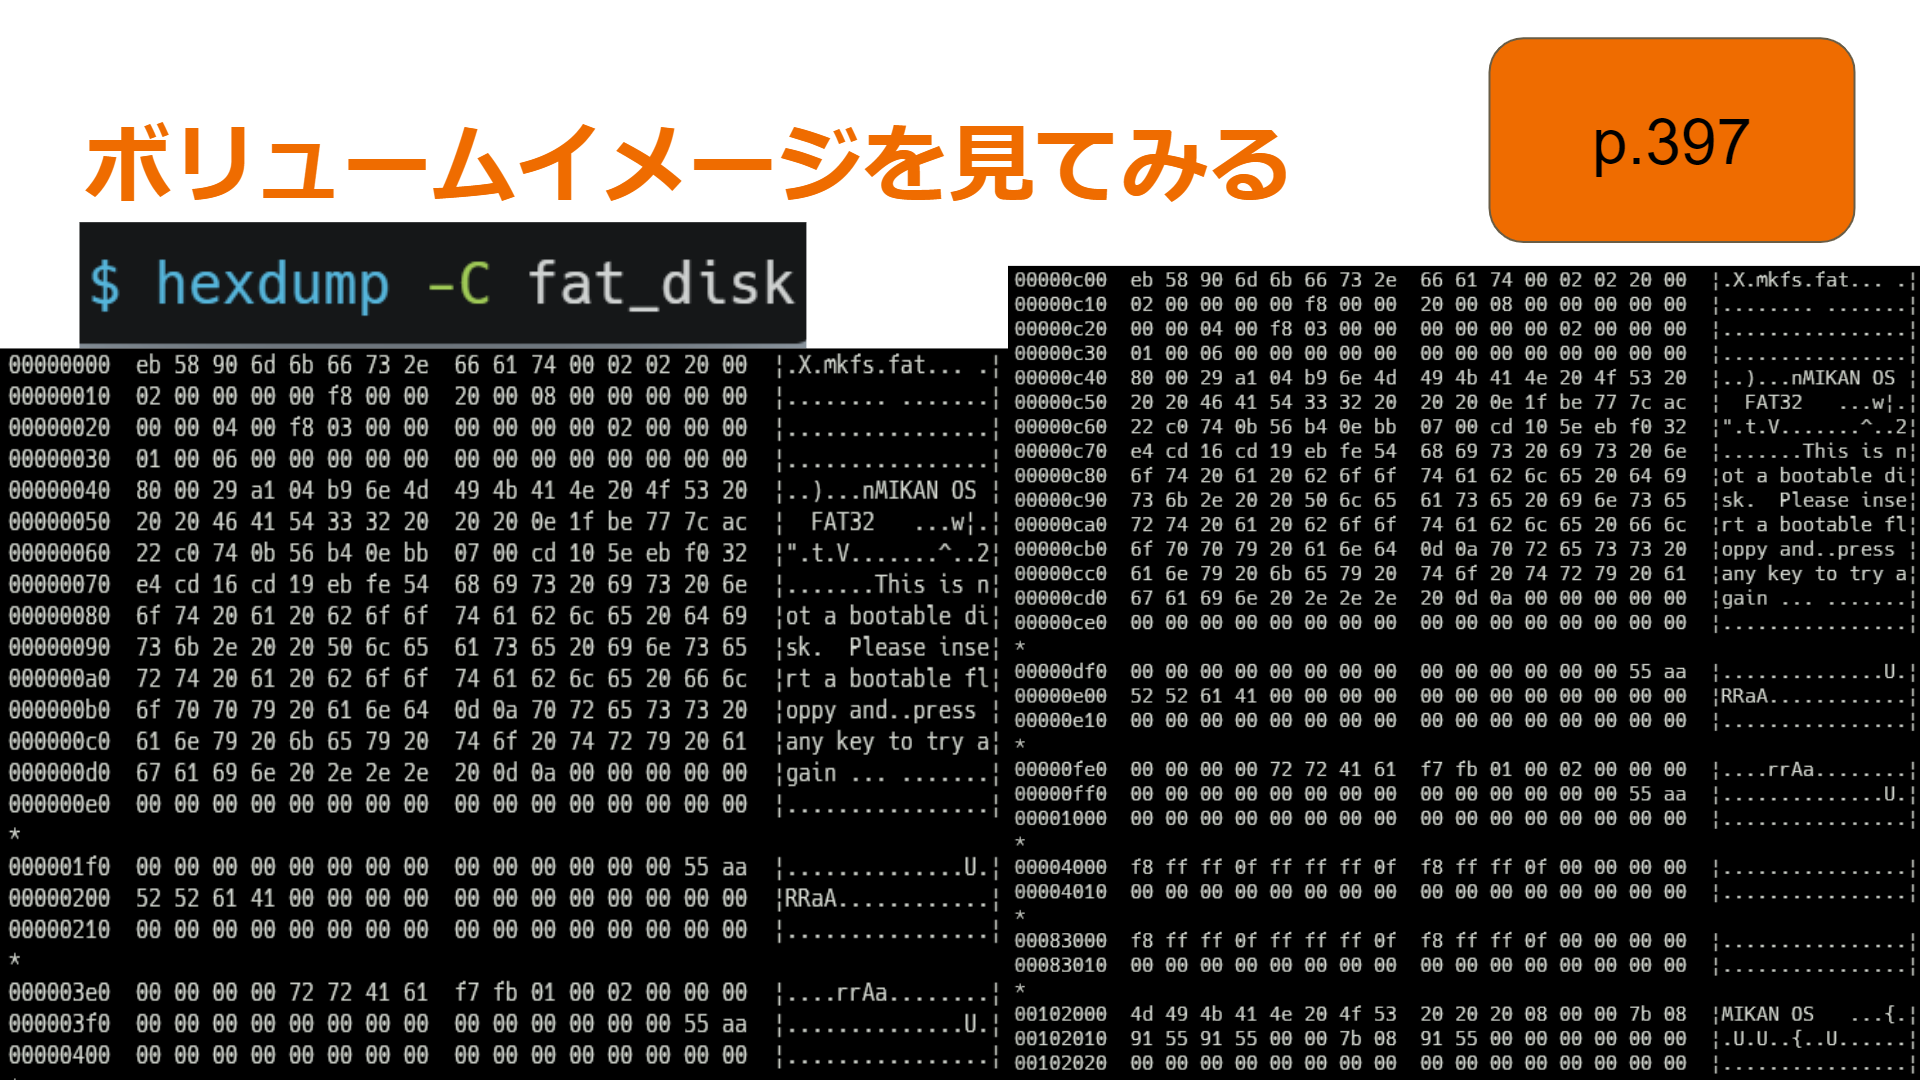 ボリュームイメージを見てみる
p.397
$ hexdump -C fat_disk
00000000  eb 58 90 6d 6b 66 73 2e  66 61 74 00 02 02 20 00  |.X.mkfs.fat... .|
00000010  02 00 00 00 00 f8 00 00  20 00 08 00 00 00 00 00  |........ .......|
00000020  00 00 04 00 f8 03 00 00  00 00 00 00 02 00 00 00  |................|
00000030  01 00 06 00 00 00 00 00  00 00 00 00 00 00 00 00  |................|
00000040  80 00 29 a1 04 b9 6e 4d  49 4b 41 4e 20 4f 53 20  |..)...nMIKAN OS |
00000050  20 20 46 41 54 33 32 20  20 20 0e 1f be 77 7c ac  |  FAT32   ...w|.|
00000060  22 c0 74 0b 56 b4 0e bb  07 00 cd 10 5e eb f0 32  |".t.V.......^..2|
00000070  e4 cd 16 cd 19 eb fe 54  68 69 73 20 69 73 20 6e  |.......This is n|
00000080  6f 74 20 61 20 62 6f 6f  74 61 62 6c 65 20 64 69  |ot a bootable di|
00000090  73 6b 2e 20 20 50 6c 65  61 73 65 20 69 6e 73 65  |sk.  Please inse|
000000a0  72 74 20 61 20 62 6f 6f  74 61 62 6c 65 20 66 6c  |rt a bootable fl|
000000b0  6f 70 70 79 20 61 6e 64  0d 0a 70 72 65 73 73 20  |oppy and..press |
000000c0  61 6e 79 20 6b 65 79 20  74 6f 20 74 72 79 20 61  |any key to try a|
000000d0  67 61 69 6e 20 2e 2e 2e  20 0d 0a 00 00 00 00 00  |gain ... .......|
000000e0  00 00 00 00 00 00 00 00  00 00 00 00 00 00 00 00  |................|
*
000001f0  00 00 00 00 00 00 00 00  00 00 00 00 00 00 55 aa  |..............U.|
00000200  52 52 61 41 00 00 00 00  00 00 00 00 00 00 00 00  |RRaA............|
00000210  00 00 00 00 00 00 00 00  00 00 00 00 00 00 00 00  |................|
*
000003e0  00 00 00 00 72 72 41 61  f7 fb 01 00 02 00 00 00  |....rrAa........|
000003f0  00 00 00 00 00 00 00 00  00 00 00 00 00 00 55 aa  |..............U.|
00000400  00 00 00 00 00 00 00 00  00 00 00 00 00 00 00 00  |................|
00000c00  eb 58 90 6d 6b 66 73 2e  66 61 74 00 02 02 20 00  |.X.mkfs.fat... .|
00000c10  02 00 00 00 00 f8 00 00  20 00 08 00 00 00 00 00  |........ .......|
00000c20  00 00 04 00 f8 03 00 00  00 00 00 00 02 00 00 00  |................|
00000c30  01 00 06 00 00 00 00 00  00 00 00 00 00 00 00 00  |................|
00000c40  80 00 29 a1 04 b9 6e 4d  49 4b 41 4e 20 4f 53 20  |..)...nMIKAN OS |
00000c50  20 20 46 41 54 33 32 20  20 20 0e 1f be 77 7c ac  |  FAT32   ...w|.|
00000c60  22 c0 74 0b 56 b4 0e bb  07 00 cd 10 5e eb f0 32  |".t.V.......^..2|
00000c70  e4 cd 16 cd 19 eb fe 54  68 69 73 20 69 73 20 6e  |.......This is n|
00000c80  6f 74 20 61 20 62 6f 6f  74 61 62 6c 65 20 64 69  |ot a bootable di|
00000c90  73 6b 2e 20 20 50 6c 65  61 73 65 20 69 6e 73 65  |sk.  Please inse|
00000ca0  72 74 20 61 20 62 6f 6f  74 61 62 6c 65 20 66 6c  |rt a bootable fl|
00000cb0  6f 70 70 79 20 61 6e 64  0d 0a 70 72 65 73 73 20  |oppy and..press |
00000cc0  61 6e 79 20 6b 65 79 20  74 6f 20 74 72 79 20 61  |any key to try a|
00000cd0  67 61 69 6e 20 2e 2e 2e  20 0d 0a 00 00 00 00 00  |gain ... .......|
00000ce0  00 00 00 00 00 00 00 00  00 00 00 00 00 00 00 00  |................|
*
00000df0  00 00 00 00 00 00 00 00  00 00 00 00 00 00 55 aa  |..............U.|
00000e00  52 52 61 41 00 00 00 00  00 00 00 00 00 00 00 00  |RRaA............|
00000e10  00 00 00 00 00 00 00 00  00 00 00 00 00 00 00 00  |................|
*
00000fe0  00 00 00 00 72 72 41 61  f7 fb 01 00 02 00 00 00  |....rrAa........|
00000ff0  00 00 00 00 00 00 00 00  00 00 00 00 00 00 55 aa  |..............U.|
00001000  00 00 00 00 00 00 00 00  00 00 00 00 00 00 00 00  |................|
*
00004000  f8 ff ff 0f ff ff ff 0f  f8 ff ff 0f 00 00 00 00  |................|
00004010  00 00 00 00 00 00 00 00  00 00 00 00 00 00 00 00  |................|
*
00083000  f8 ff ff 0f ff ff ff 0f  f8 ff ff 0f 00 00 00 00  |................|
00083010  00 00 00 00 00 00 00 00  00 00 00 00 00 00 00 00  |................|
*
00102000  4d 49 4b 41 4e 20 4f 53  20 20 20 08 00 00 7b 08  |MIKAN OS   ...{.|
00102010  91 55 91 55 00 00 7b 08  91 55 00 00 00 00 00 00  |.U.U..{..U......|
00102020  00 00 00 00 00 00 00 00  00 00 00 00 00 00 00 00  |................|